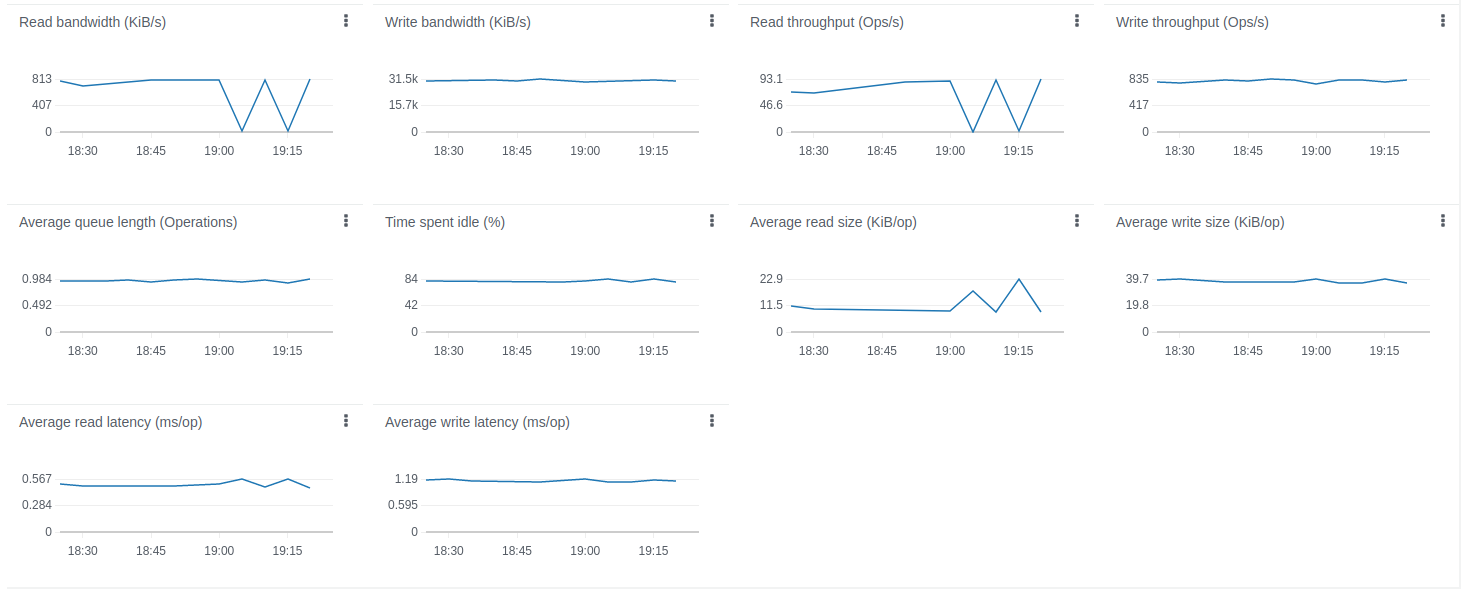 Read bandwidth (KiB/s)
813
407
0
18:30 18:45 19:00 19:15
Write bandwidth (KiB/s)
31.5k
15.7k
0
18:30 18:45 19:00 19:15
Read throughput (Ops/s)
93.1
46.6
0
18:30 18:45 19:00 19:15
Write throughput (Ops/s)
835
417
0
18:30 18:45 19:00 19:15
Average queue length (Operations)
0.984
0.492
0
18:30 18:45 19:00 19:15
Time spent idle (%)
84
42
0
18:30 18:45 19:00 19:15
Average read size (KiB/op)
22.9
11.5
0
18:30 18:45 19:00 19:15
Average write size (KiB/op)
39.7
19.8
0
18:30 18:45 19:00 19:15
Average read latency (ms/op)
0.567
0.284
0
18:30 18:45 19:00 19:15
Average write latency (ms/op)
1.19
0.595
0
18:30 18:45 19:00 19:15